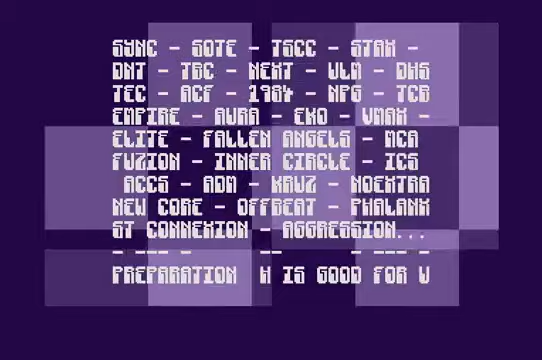 SYNC - SOTE - TSCC - STAX -
DNT - TBC - NEXT - ULM - DHS
TEC - ACF - 1984 - NPG - TCB
EMPIRE - AURA - EKO - VMAX -
ELITE - FALLEN ANGELS - MCA
FUZION - INNER CIRCLE - ICS
ACCS - ADM - KRUZ - NOEXTRA
NEW CORE - OFFBEAT - PHALANX
ST CONNEXION - AGGRESSION...
PREPARATION H IS GOOD FOR W